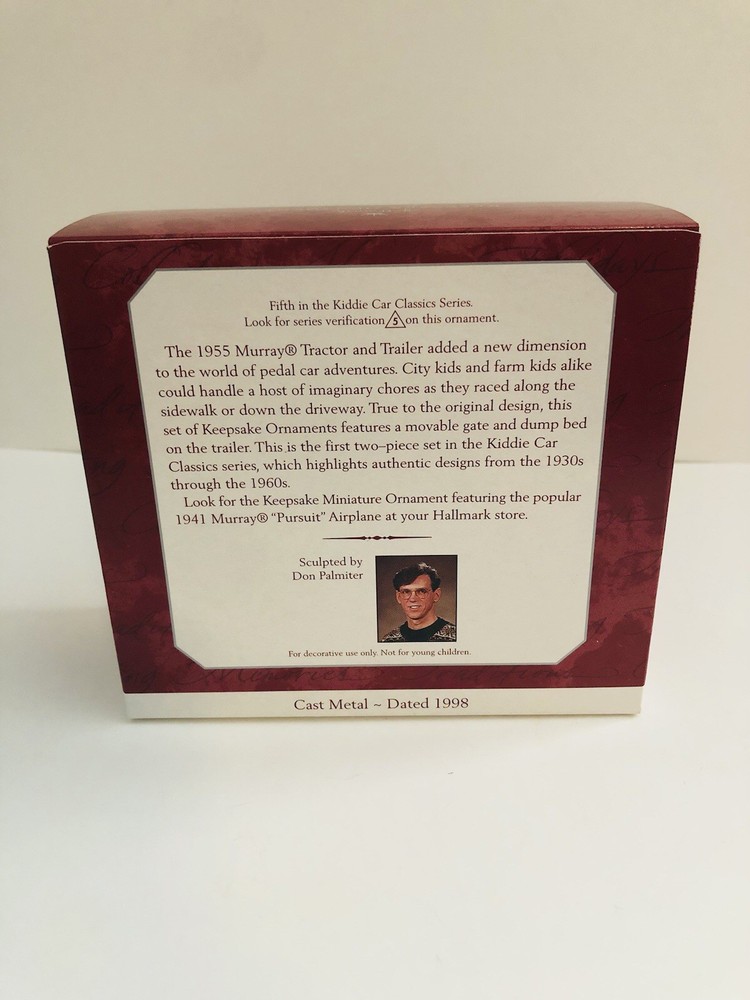 Fifth in the Kiddie Car Classics Series.
Look for series verification 5 on this ornament.
The 1955 Murray® Tractor and Trailer added a new dimension
to the world of pedal car adventures. City kids and farm kids alike
could handle a host of imaginary chores as they raced along the
sidewalk or down the driveway. True to the original design, this
set of Keepsake Ornaments features a movable gate and dump bed
on the trailer. This is the first two–piece set in the Kiddie Car
Classics series, which highlights authentic designs from the 1930s
through the 1960s.
Look for the Keepsake Miniature Ornament featuring the popular
1941 Murray® “Pursuit” Airplane at your Hallmark store.
Sculpted by
Don Palmiter
For decorative use only. Not for young children.
Cast Metal ~ Dated 1998